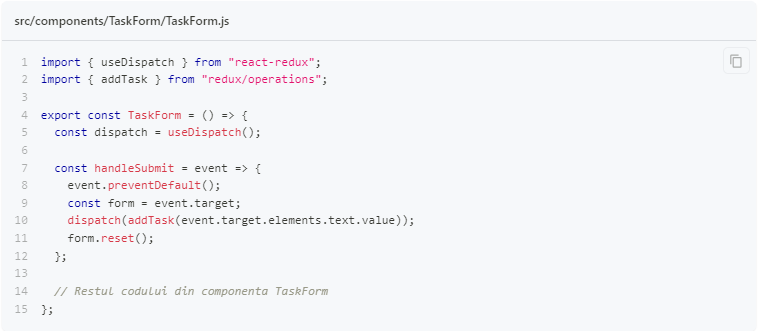 src/components/TaskForm/TaskForm.js
1 import { useDispatch } from "react-redux";
2 import { addTask } from "redux/operations";
3
4 export const TaskForm = () => {
5   const dispatch = useDispatch();
6
7   const handleSubmit = event => {
8     event.preventDefault();
9     const form = event.target;
10     dispatch(addTask(event.target.elements.text.value));
11     form.reset();
12   };
13
14   // Restul codului din componenta TaskForm
15 };